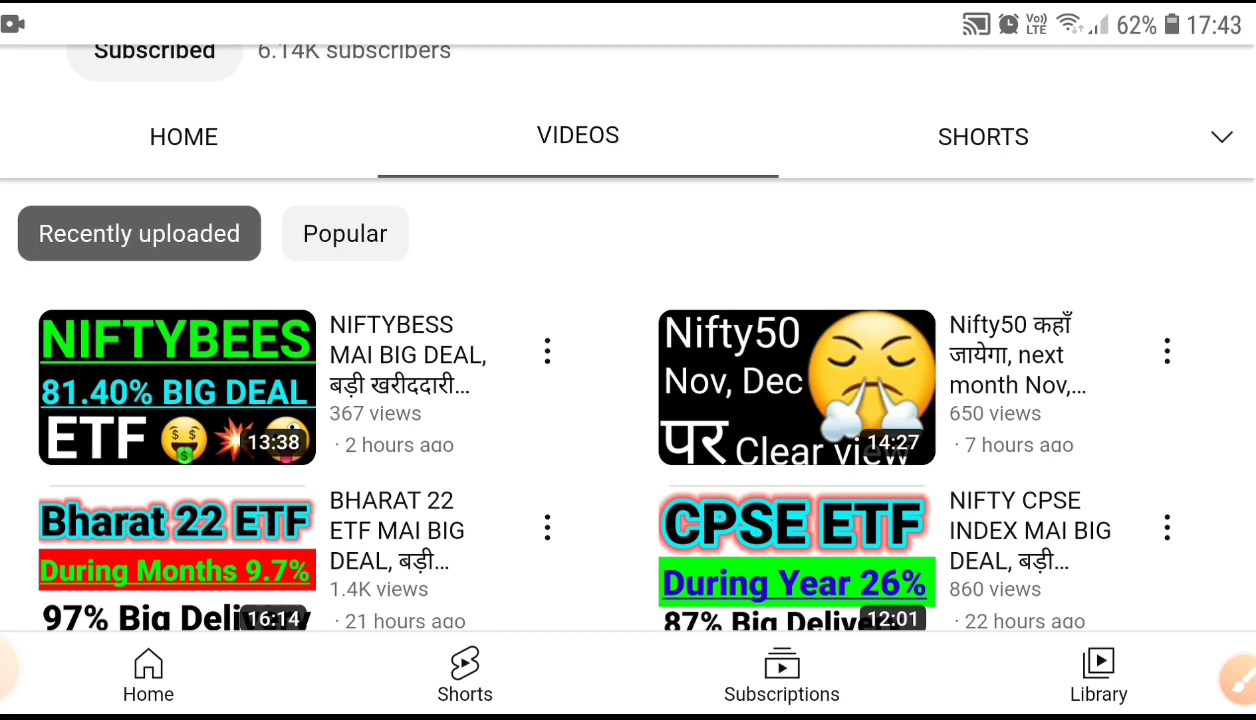 Vo)) LTE 62% 17:43
Subscribed 6.14K subscribers
HOME VIDEOS SHORTS
Recently uploaded Popular
NIFTYBEES
81.40% BIG DEAL
ETF
13:38
NIFTYBESS
MAI BIG DEAL,
बड़ी खरीददारी...
367 views
· 2 hours ago
Nifty50
Nov, Dec
पर Clear view
14:27
Nifty50 कहाँ
जायेगा, next
month Nov,...
650 views
· 7 hours ago
Bharat 22 ETF
During Months 9.7%
97% Big Delivery
16:14
BHARAT 22
ETF MAI BIG
DEAL, बड़ी...
1.4K views
· 21 hours ago
CPSE ETF
During Year 26%
87% Big Delivery
12:01
NIFTY CPSE
INDEX MAI BIG
DEAL, बड़ी...
860 views
· 22 hours ago
Home Shorts Subscriptions Library